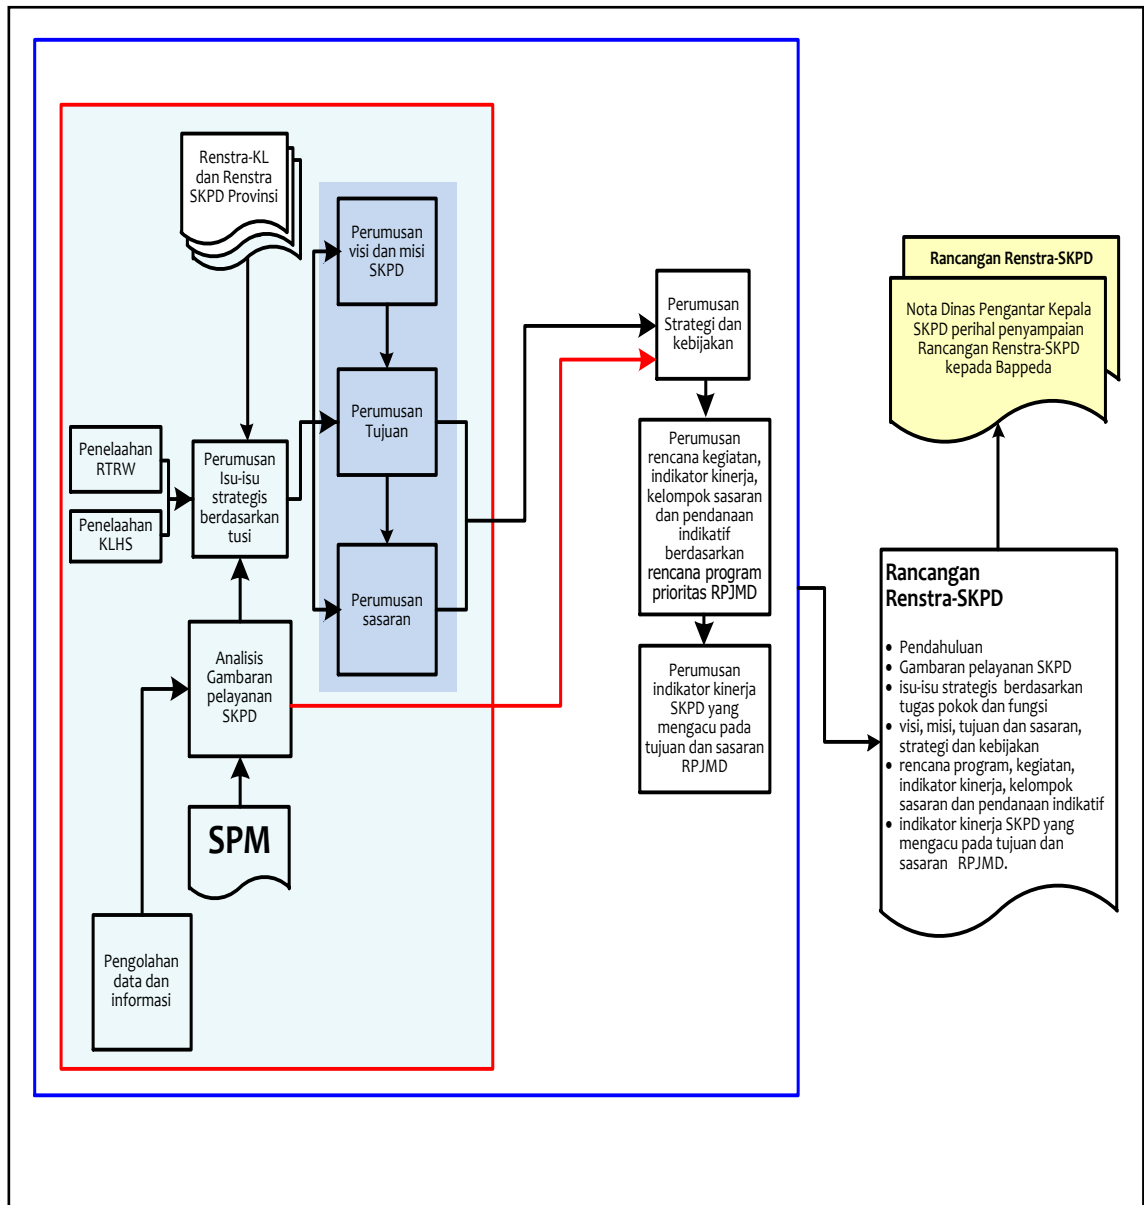 Renstra-KL
dan Renstra
SKPD Provinsi
Perumusan
visi dan misi
SKPD
Perumusan
Tujuan
Perumusan
sasaran
Penelaahan
RTRW
Penelaahan
KLHS
Perumusan
Isu-isu
strategis
berdasarkan
tusi
Analisis
Gambaran
pelayanan
SKPD
SPM
Pengolahan
data dan
informasi
Perumusan
Strategi dan
kebijakan
Perumusan
rencana kegiatan,
indikator kinerja,
kelompok sasaran
dan pendanaan
indikatif
berdasarkan
rencana program
prioritas RPJMD
Perumusan
indikator kinerja
SKPD yang
mengacu pada
tujuan dan sasaran
RPJMD
Rancangan Renstra-SKPD
Nota Dinas Pengantar Kepala
SKPD perihal penyampaian
Rancangan Renstra-SKPD
kepada Bappeda
Rancangan
Renstra-SKPD
• Pendahuluan
• Gambaran pelayanan SKPD
• isu-isu strategis berdasarkan
tugas pokok dan fungsi
• visi, misi, tujuan dan sasaran,
strategi dan kebijakan
• rencana program, kegiatan,
indikator kinerja, kelompok
sasaran dan pendanaan indikatif
• indikator kinerja SKPD yang
mengacu pada tujuan dan
sasaran RPJMD.